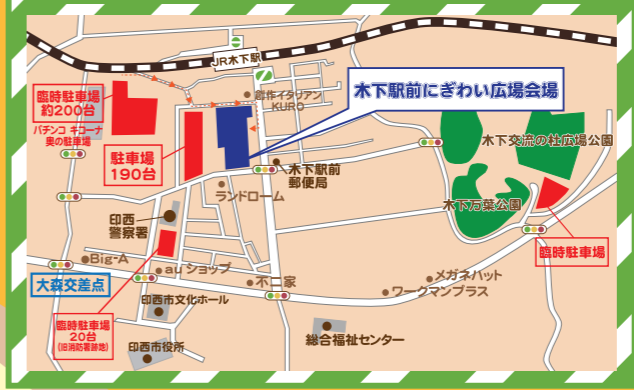 JR木下駅
臨時駐車場
約200台
パチンコ キコーナ
奥の駐車場
駐車場
190台
創作イタリアン
KURO
木下駅前にぎわい広場会場
木下交流の杜広場公園
木下駅前
郵便局
ランドローム
木下万葉公園
印西
警察署
臨時駐車場
Big-A
auショップ
大森交差点
不二家
メガネハット
ワークマンプラス
印西市文化ホール
臨時駐車場
20台
(旧消防署跡地)
総合福祉センター
印西市役所